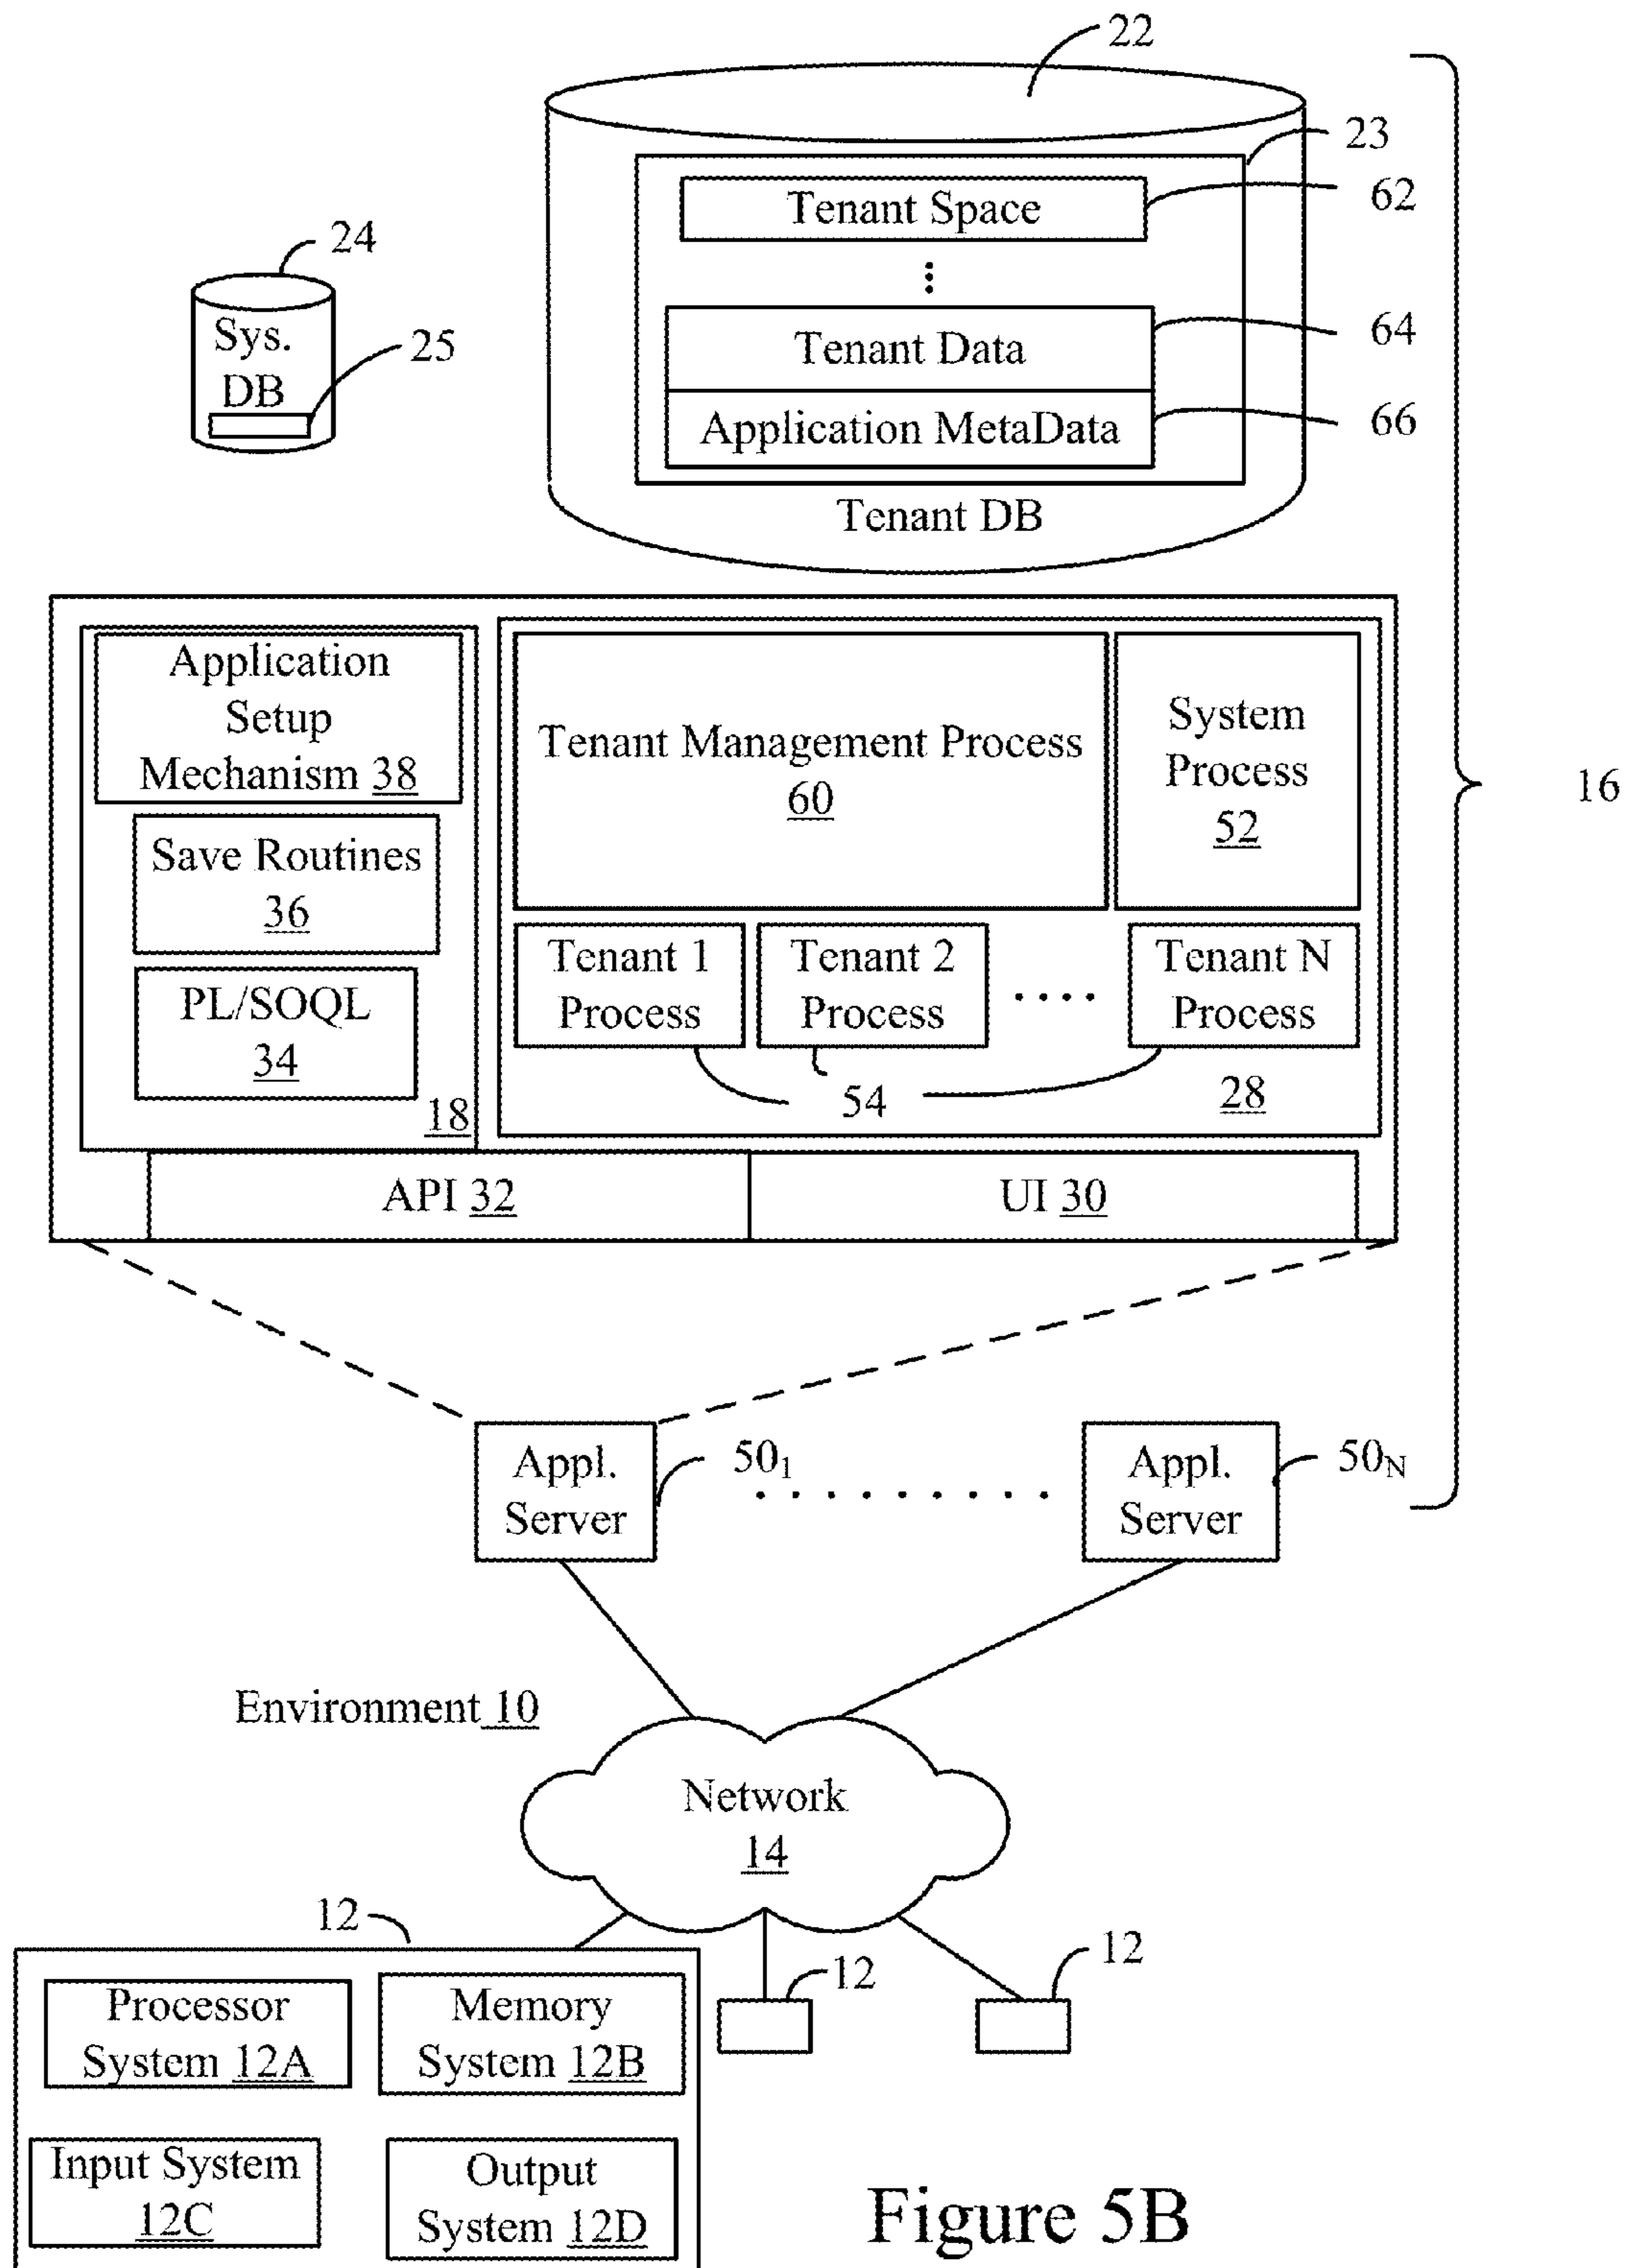 22
23
Tenant Space
62
24
Sys.
DB
25
Tenant Data
64
Application MetaData
66
Tenant DB
Application
Setup
Mechanism 38
Tenant Management Process
60
System
Process
52
16
Save Routines
36
Tenant 1
Process
Tenant 2
Process
Tenant N
Process
PL/SOQL
34
18
54
28
API 32
UI 30
Appl.
Server
50₁
Appl.
Server
50ₙ
Environment 10
Network
14
12
12
12
Processor
System 12A
Memory
System 12B
Input System
12C
Output
System 12D
Figure 5B